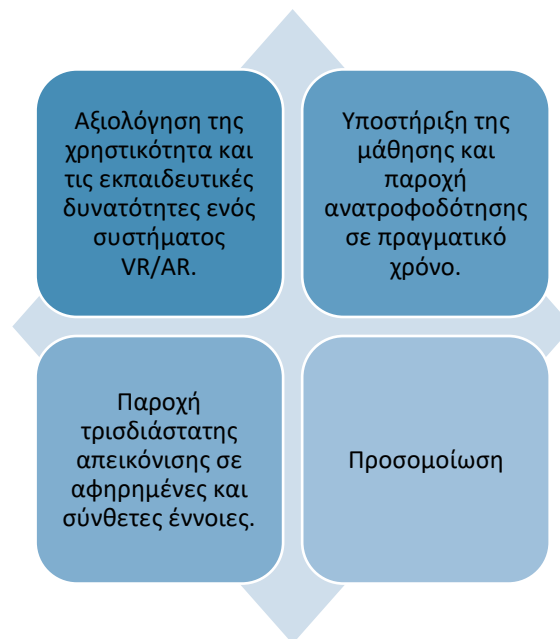 Αξιολόγηση της
χρηστικότητα και
τις εκπαιδευτικές
δυνατότητες ενός
συστήματος
VR/AR.
Υποστήριξη της
μάθησης και
παροχή
ανατροφοδότησης
σε πραγματικό
χρόνο.
Παροχή
τρισδιάστατης
απεικόνισης σε
αφηρημένες και
σύνθετες έννοιες.
Προσομοίωση